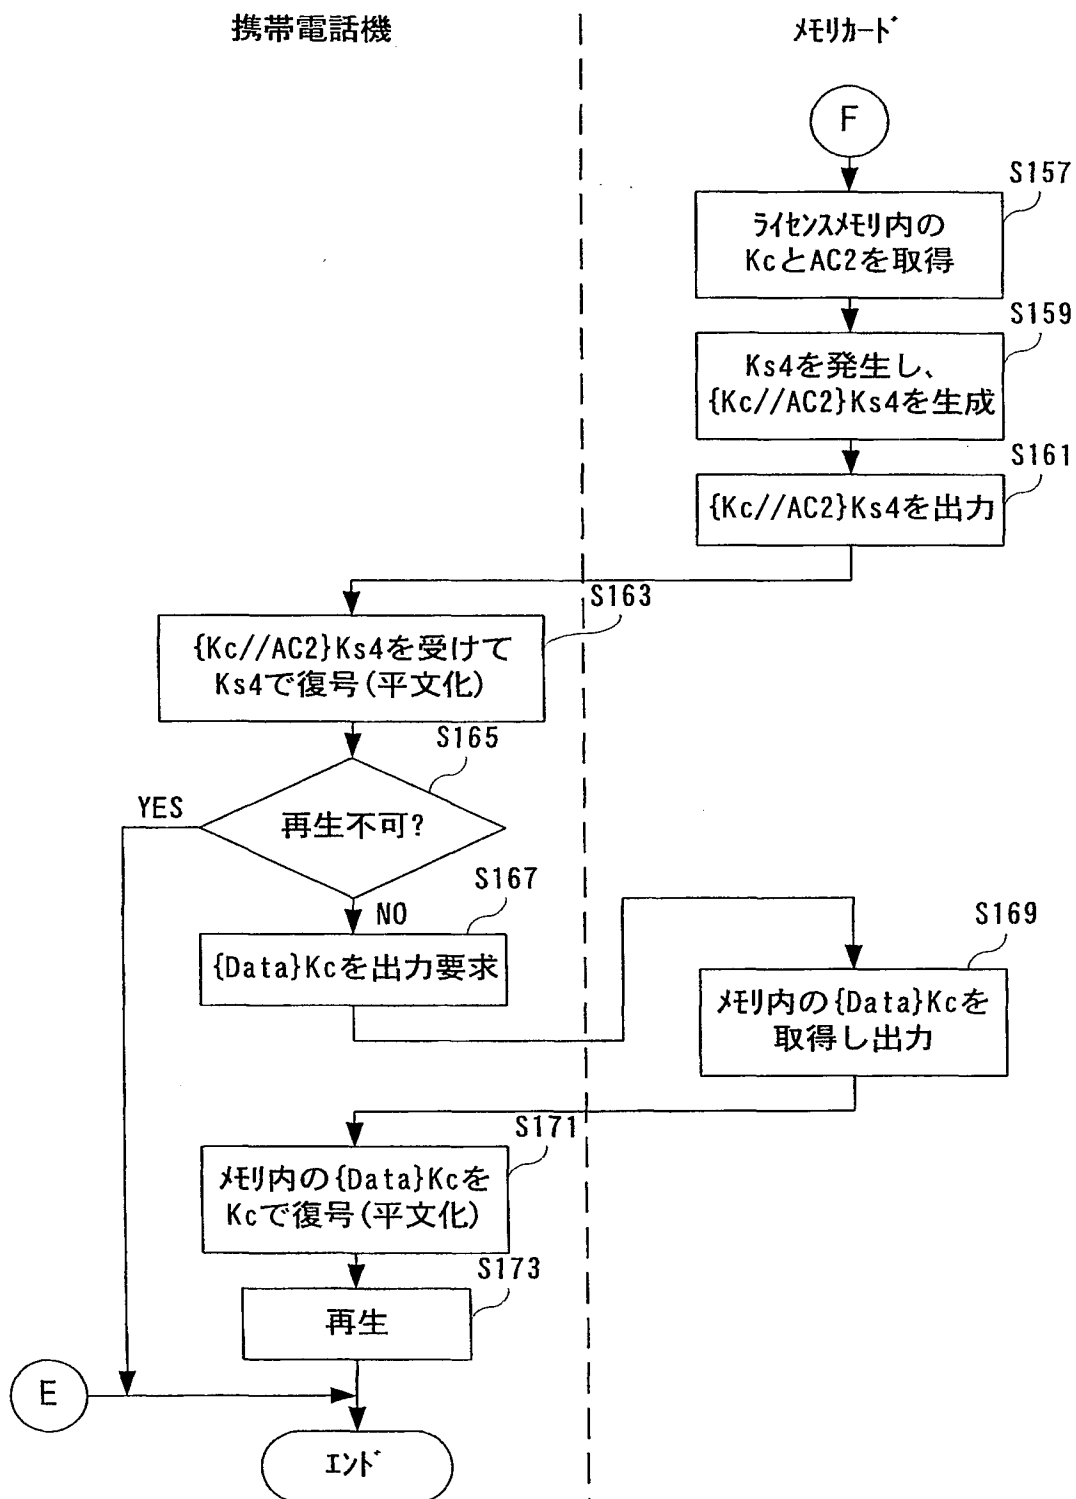 携帯電話機
ﾒﾓﾘｶｰﾄﾞ
F
S157
ﾗｲｾﾝｽﾒﾓﾘ内の
KcとAC2を取得
S159
Ks4を発生し、
{Kc//AC2}Ks4を生成
S161
{Kc//AC2}Ks4を出力
S163
{Kc//AC2}Ks4を受けて
Ks4で復号(平文化)
S165
YES
再生不可?
S167
NO
{Data}Kcを出力要求
S169
ﾒﾓﾘ内の{Data}Kcを
取得し出力
S171
ﾒﾓﾘ内の{Data}Kcを
Kcで復号(平文化)
S173
再生
E
ｴﾝﾄﾞ